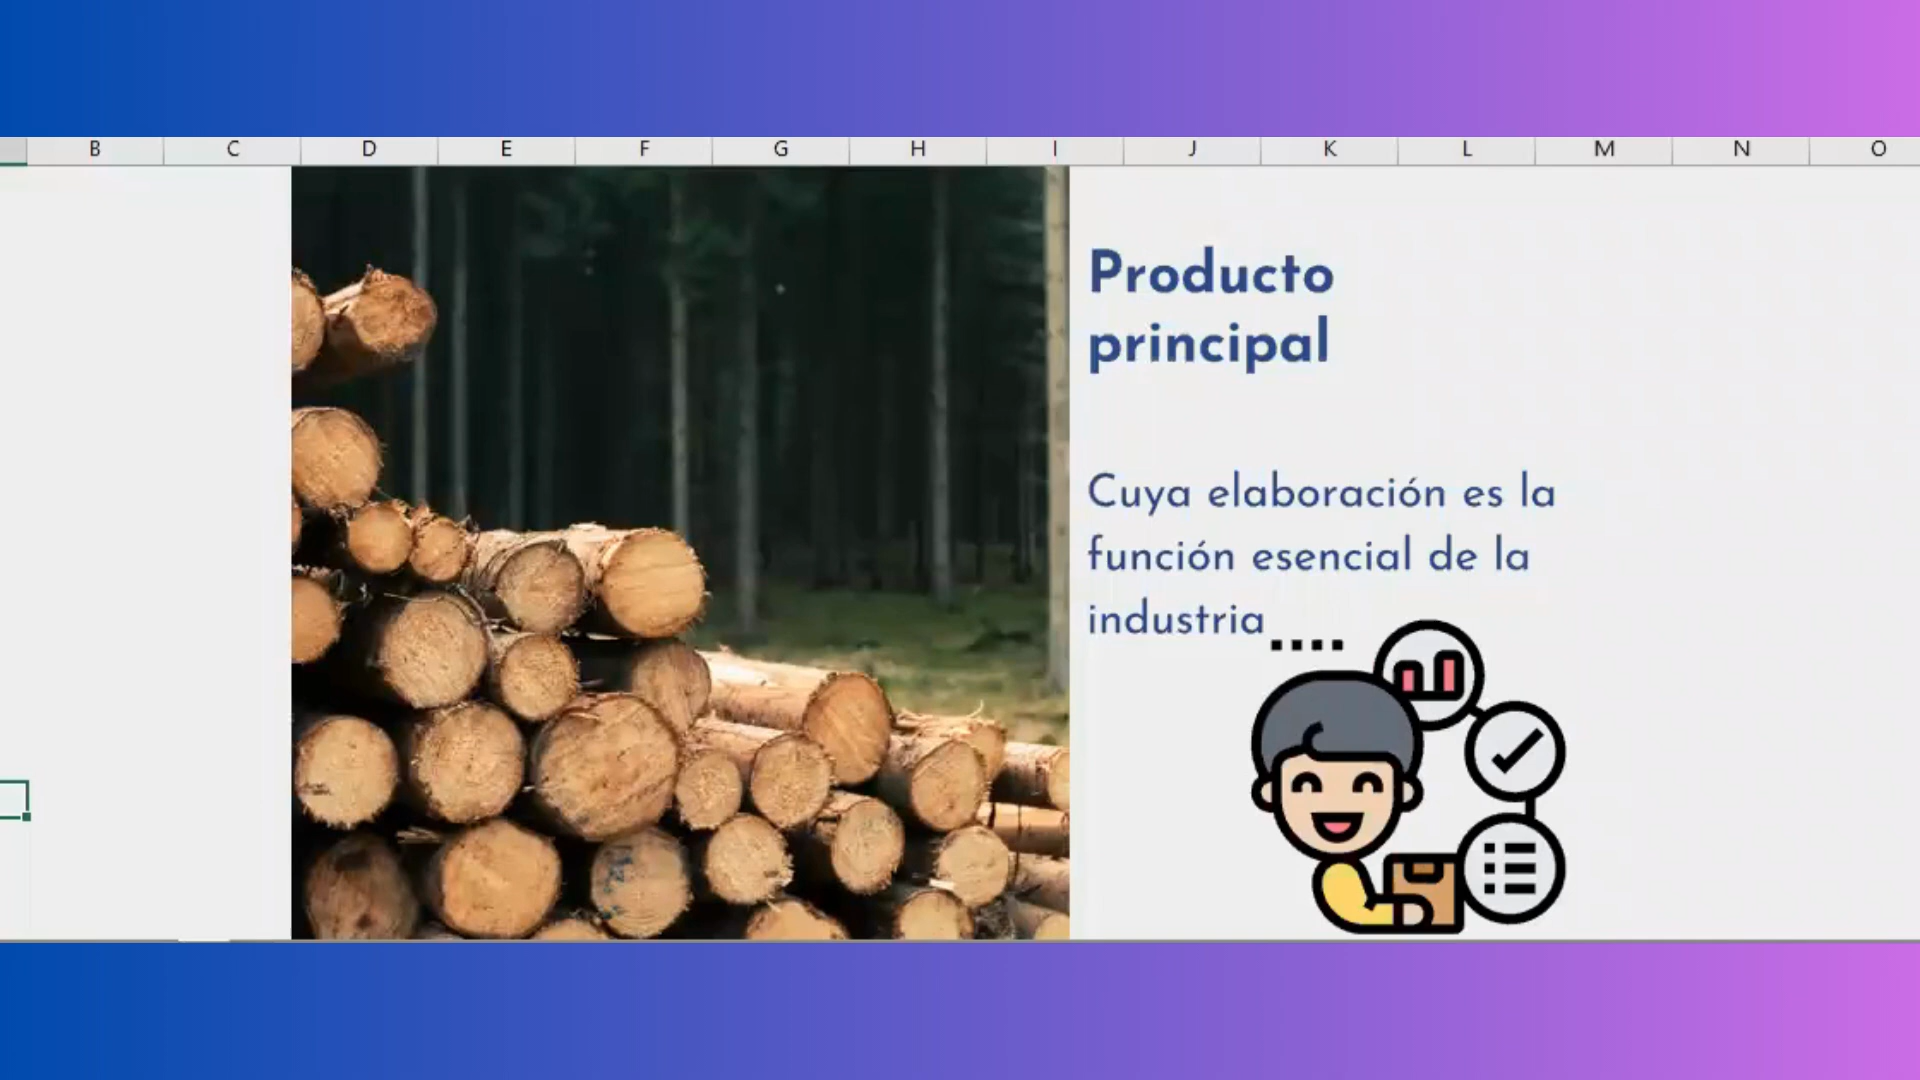 B C D E F G H I J K L M N O
Producto
principal
Cuya elaboración es la
función esencial de la
industria